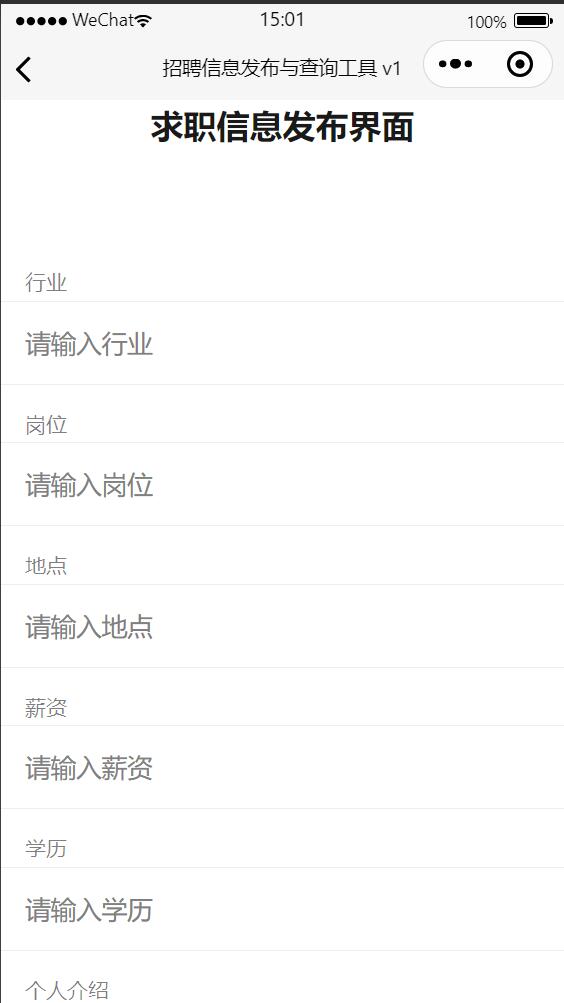 WeChat 15:01 100%
招聘信息发布与查询工具 v1
求职信息发布界面
行业
请输入行业
岗位
请输入岗位
地点
请输入地点
薪资
请输入薪资
学历
请输入学历
个人介绍